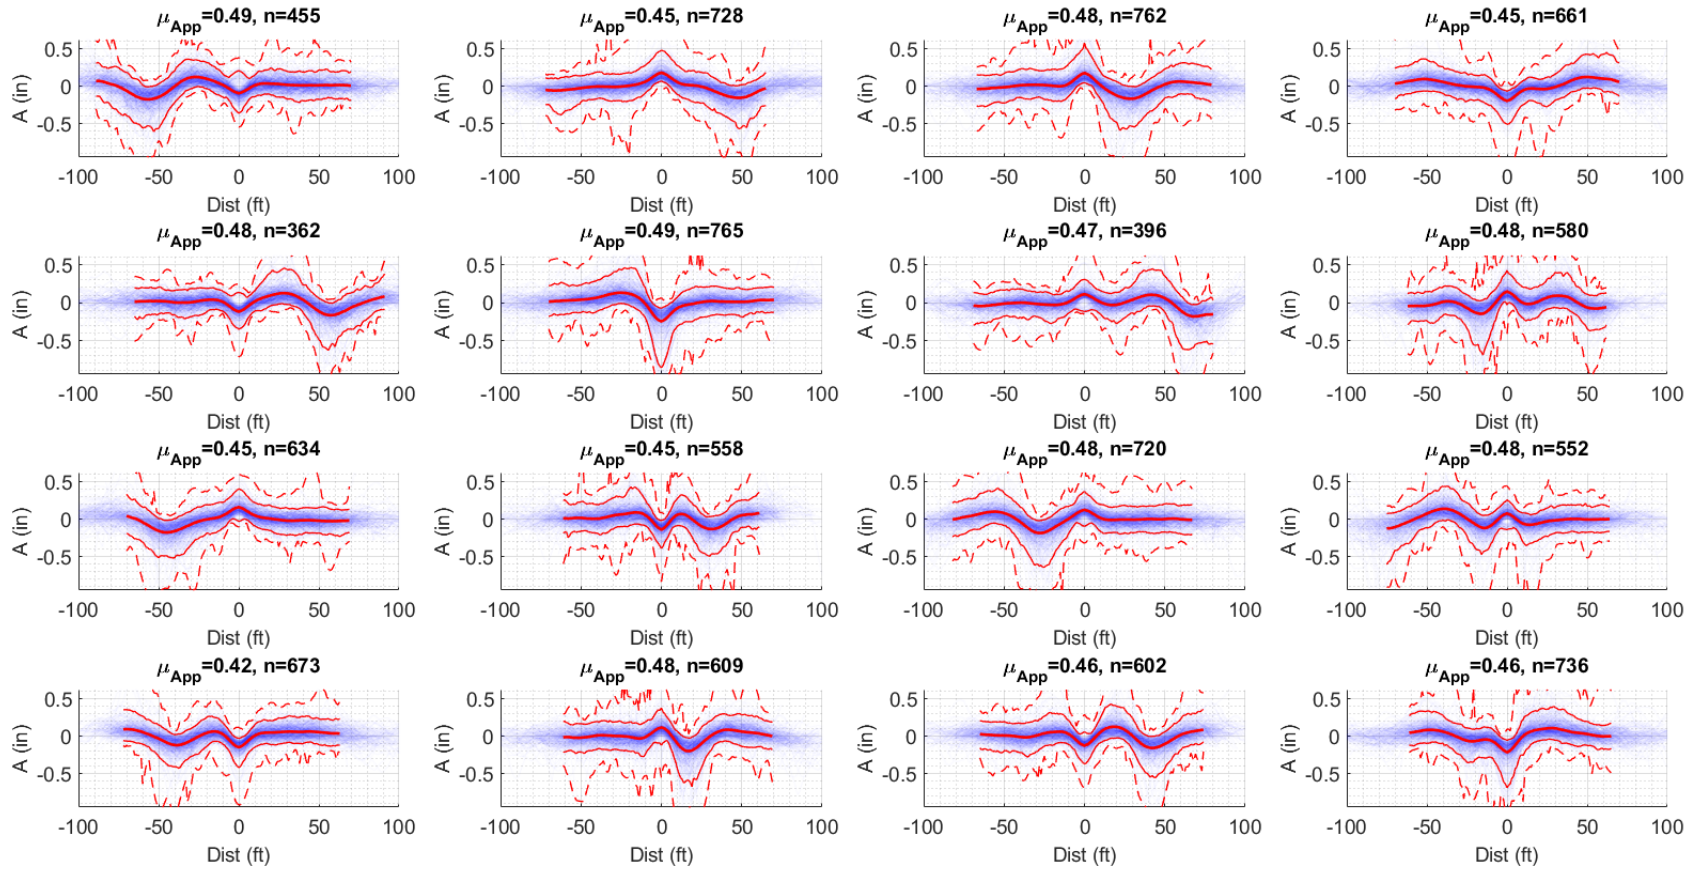 μApp=0.49, n=455
μApp=0.45, n=728
μApp=0.48, n=762
μApp=0.45, n=661
A (in)
0.5
0
-0.5
A (in)
0.5
0
-0.5
A (in)
0.5
0
-0.5
A (in)
0.5
0
-0.5
-100 -50 0 50 100
-100 -50 0 50 100
-100 -50 0 50 100
-100 -50 0 50 100
Dist (ft)
Dist (ft)
Dist (ft)
Dist (ft)
μApp=0.48, n=362
μApp=0.49, n=765
μApp=0.47, n=396
μApp=0.48, n=580
A (in)
0.5
0
-0.5
A (in)
0.5
0
-0.5
A (in)
0.5
0
-0.5
A (in)
0.5
0
-0.5
-100 -50 0 50 100
-100 -50 0 50 100
-100 -50 0 50 100
-100 -50 0 50 100
Dist (ft)
Dist (ft)
Dist (ft)
Dist (ft)
μApp=0.45, n=634
μApp=0.45, n=558
μApp=0.48, n=720
μApp=0.48, n=552
A (in)
0.5
0
-0.5
A (in)
0.5
0
-0.5
A (in)
0.5
0
-0.5
A (in)
0.5
0
-0.5
-100 -50 0 50 100
-100 -50 0 50 100
-100 -50 0 50 100
-100 -50 0 50 100
Dist (ft)
Dist (ft)
Dist (ft)
Dist (ft)
μApp=0.42, n=673
μApp=0.48, n=609
μApp=0.46, n=602
μApp=0.46, n=736
A (in)
0.5
0
-0.5
A (in)
0.5
0
-0.5
A (in)
0.5
0
-0.5
A (in)
0.5
0
-0.5
-100 -50 0 50 100
-100 -50 0 50 100
-100 -50 0 50 100
-100 -50 0 50 100
Dist (ft)
Dist (ft)
Dist (ft)
Dist (ft)